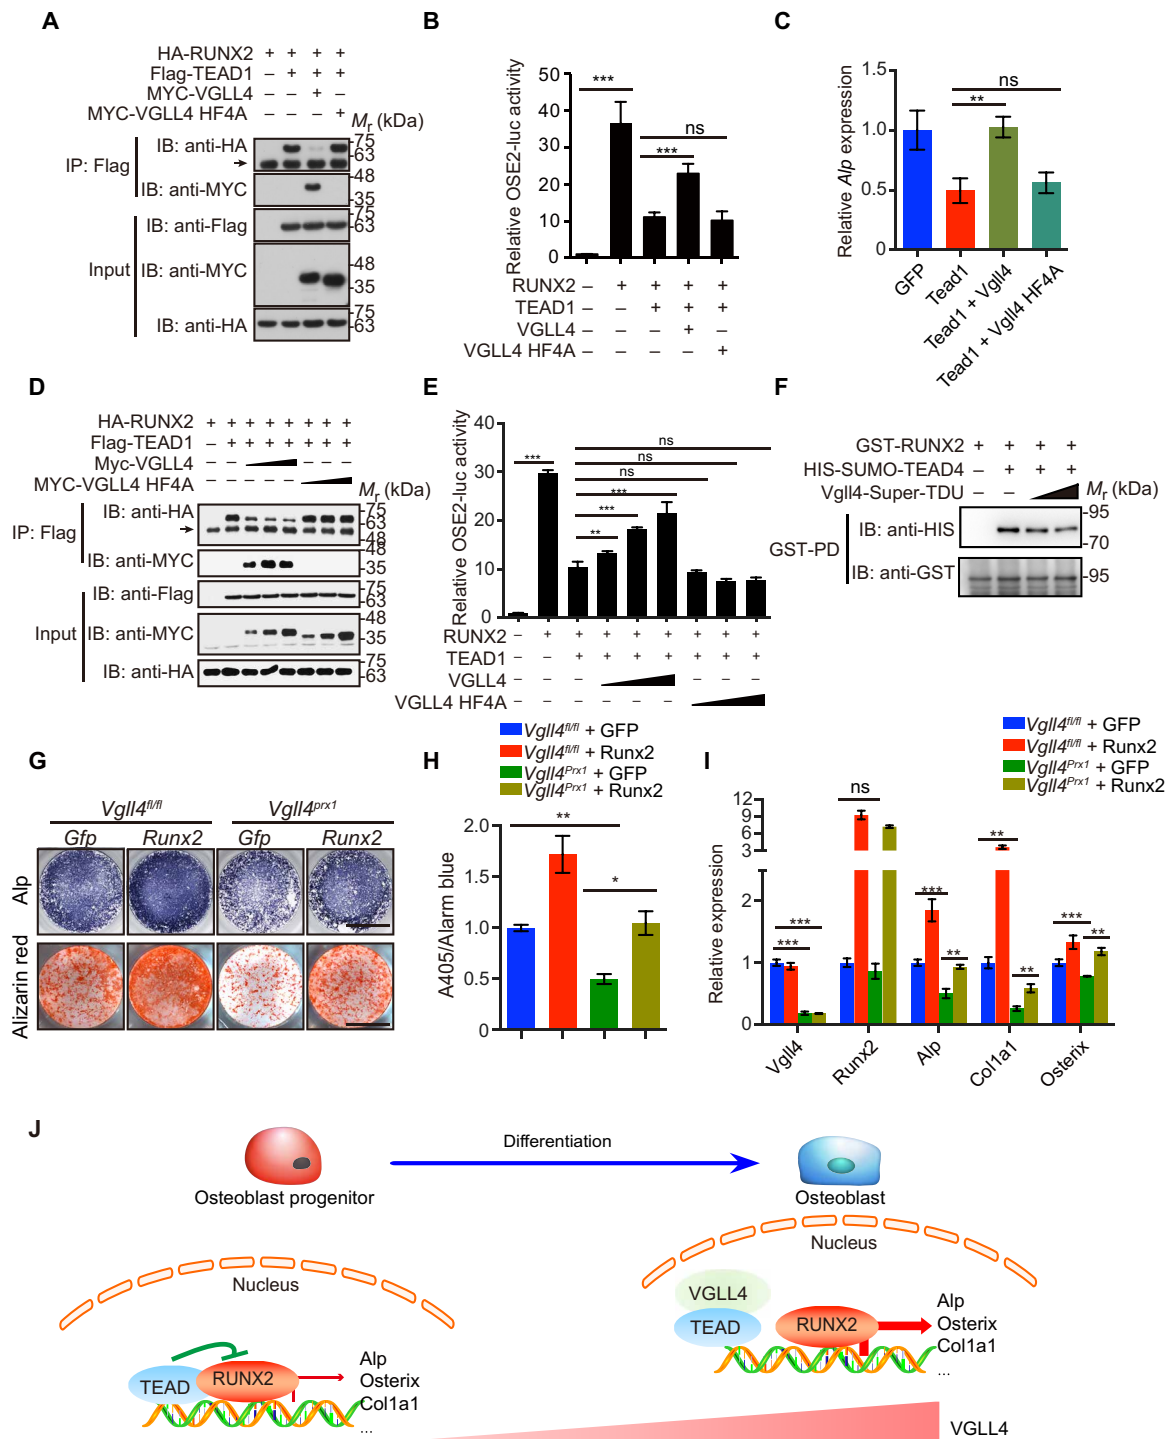 A
HA-RUNX2 + + + +
Flag-TEAD1 – + + +
MYC-VGLL4 – – + –
MYC-VGLL4 HF4A – – – +
Mr (kDa)
IP: Flag
IB: anti-HA
75
63
IB: anti-MYC
48
35
Input
IB: anti-Flag
75
63
IB: anti-MYC
48
35
IB: anti-HA
75
63
B
Relative OSE2-luc activity
50
40
30
20
10
0
***
***
ns
RUNX2 – + + + +
TEAD1 – – + + +
VGLL4 – – – + –
VGLL4 HF4A – – – – +
C
Relative Alp expression
1.5
1.0
0.5
0
**
ns
GFP
Tead1
Tead1 + Vgll4
Tead1 + Vgll4 HF4A
D
HA-RUNX2 + + + + + + + +
Flag-TEAD1 – + + + + + + +
Myc-VGLL4 – – – – –
MYC-VGLL4 HF4A – – – – –
Mr (kDa)
IP: Flag
IB: anti-HA
75
63
48
IB: anti-MYC
48
35
Input
IB: anti-Flag
75
63
IB: anti-MYC
48
35
IB: anti-HA
75
63
E
Relative OSE2-luc activity
40
30
20
10
0
***
**
***
***
ns
ns
ns
RUNX2 – + + + + + + + +
TEAD1 – – + + + + + + +
VGLL4 – – – – – –
VGLL4 HF4A – – – – – –
F
GST-RUNX2 + + + +
HIS-SUMO-TEAD4 – + + +
Vgll4-Super-TDU – –
Mr (kDa)
GST-PD
IB: anti-HIS
95
70
IB: anti-GST
95
G
Vgll4fl/fl Vgll4prx1
Gfp Runx2 Gfp Runx2
Alp
Alizarin red
H
Vgll4fl/fl + GFP
Vgll4fl/fl + Runx2
Vgll4Prx1 + GFP
Vgll4Prx1 + Runx2
A405/Alarm blue
2.0
1.5
1.0
0.5
0
**
*
I
Vgll4fl/fl + GFP
Vgll4fl/fl + Runx2
Vgll4Prx1 + GFP
Vgll4Prx1 + Runx2
Relative expression
12
9
6
3
2
1
0
***
***
ns
***
**
**
**
***
**
Vgll4
Runx2
Alp
Col1a1
Osterix
J
Differentiation
Osteoblast progenitor
Osteoblast
Nucleus
Nucleus
TEAD
RUNX2
Alp
Osterix
Col1a1
...
VGLL4
TEAD
RUNX2
Alp
Osterix
Col1a1
...
VGLL4